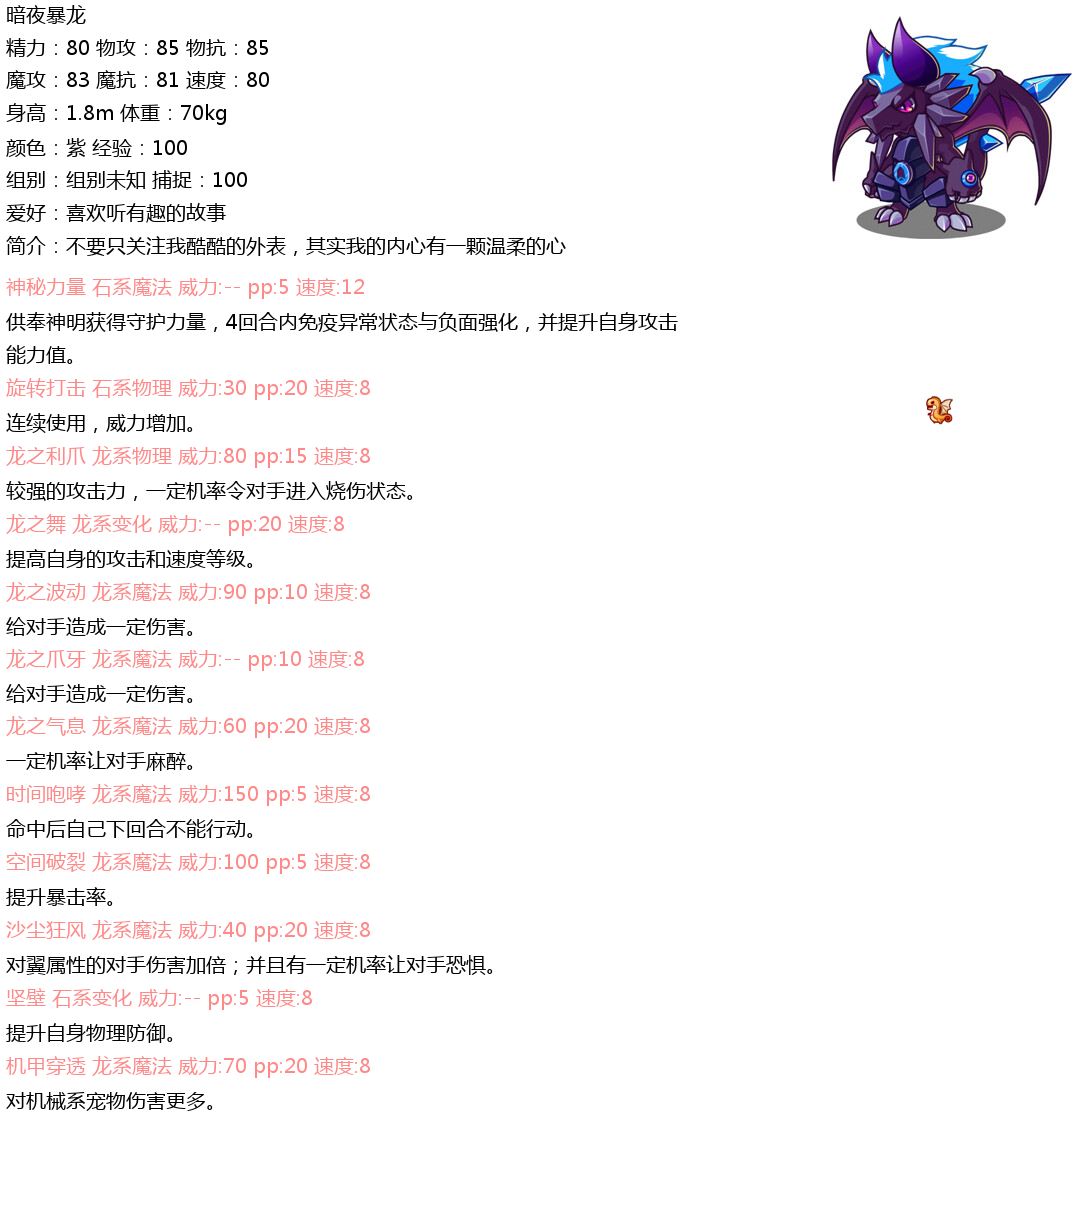 暗夜暴龙
精力：80 物攻：85 物抗：85
魔攻：83 魔抗：81 速度：80
身高：1.8m 体重：70kg
颜色：紫 经验：100
组别：组别未知 捕捉：100
爱好：喜欢听有趣的故事
简介：不要只关注我酷酷的外表，其实我的内心有一颗温柔的心
神秘力量 石系魔法 威力:-- pp:5 速度:12
供奉神明获得守护力量，4回合内免疫异常状态与负面强化，并提升自身攻击
能力值。
旋转打击 石系物理 威力:30 pp:20 速度:8
连续使用，威力增加。
龙之利爪 龙系物理 威力:80 pp:15 速度:8
较强的攻击力，一定机率令对手进入烧伤状态。
龙之舞 龙系变化 威力:-- pp:20 速度:8
提高自身的攻击和速度等级。
龙之波动 龙系魔法 威力:90 pp:10 速度:8
给对手造成一定伤害。
龙之爪牙 龙系魔法 威力:-- pp:10 速度:8
给对手造成一定伤害。
龙之气息 龙系魔法 威力:60 pp:20 速度:8
一定机率让对手麻醉。
时间咆哮 龙系魔法 威力:150 pp:5 速度:8
命中后自己下回合不能行动。
空间破裂 龙系魔法 威力:100 pp:5 速度:8
提升暴击率。
沙尘狂风 龙系魔法 威力:40 pp:20 速度:8
对翼属性的对手伤害加倍；并且有一定机率让对手恐惧。
坚壁 石系变化 威力:-- pp:5 速度:8
提升自身物理防御。
机甲穿透 龙系魔法 威力:70 pp:20 速度:8
对机械系宠物伤害更多。